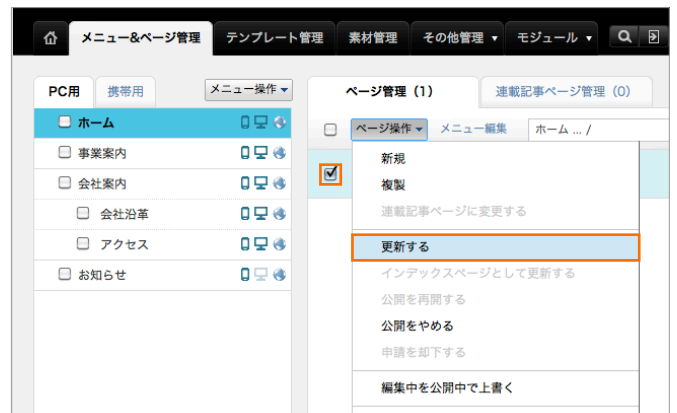 メニュー&ページ管理 テンプレート管理 素材管理 その他管理 ▼ モジュール ▼
PC用 携帯用 メニュー操作 ▼
ページ管理 (1) 連載記事ページ管理 (0)
ホーム
事業案内
会社案内
会社沿革
アクセス
お知らせ
ページ操作 ▼ メニュー編集 ホーム ... /
新規
複製
連載記事ページに変更する
更新する
インデックスページとして更新する
公開を再開する
公開をやめる
申請を却下する
編集中を公開中で上書く